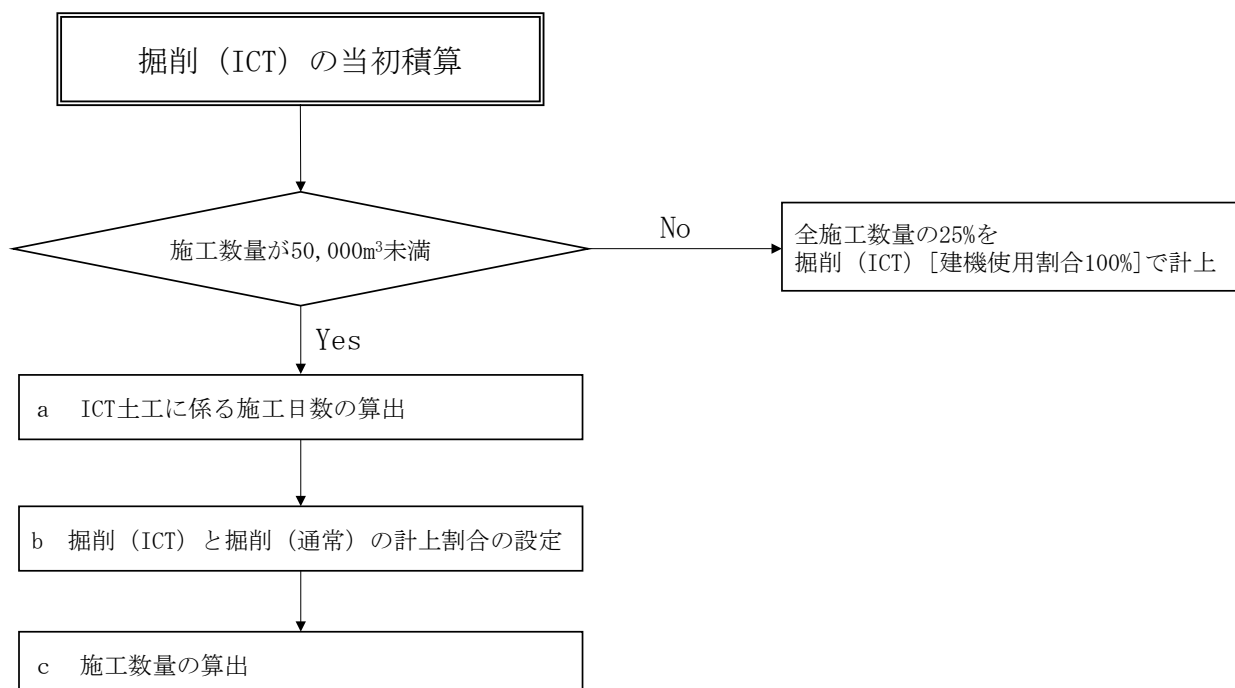 掘削（ICT）の当初積算
施工数量が50,000m³未満
No
全施工数量の25%を
掘削（ICT）[建機使用割合100%]で計上
Yes
a　ICT土工に係る施工日数の算出
b　掘削（ICT）と掘削（通常）の計上割合の設定
c　施工数量の算出